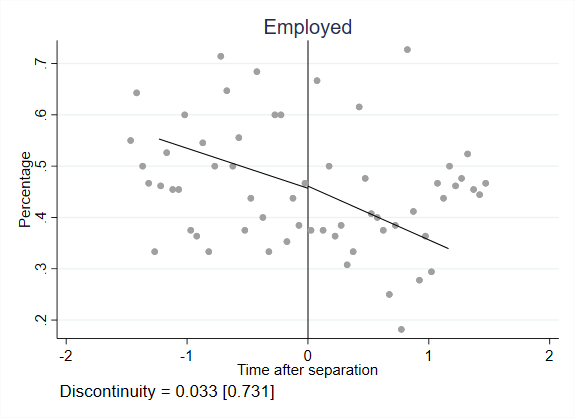 Employed
Percentage
.7
.6
.5
.4
.3
.2
-2 -1 0 1 2
Time after separation
Discontinuity = 0.033 [0.731]